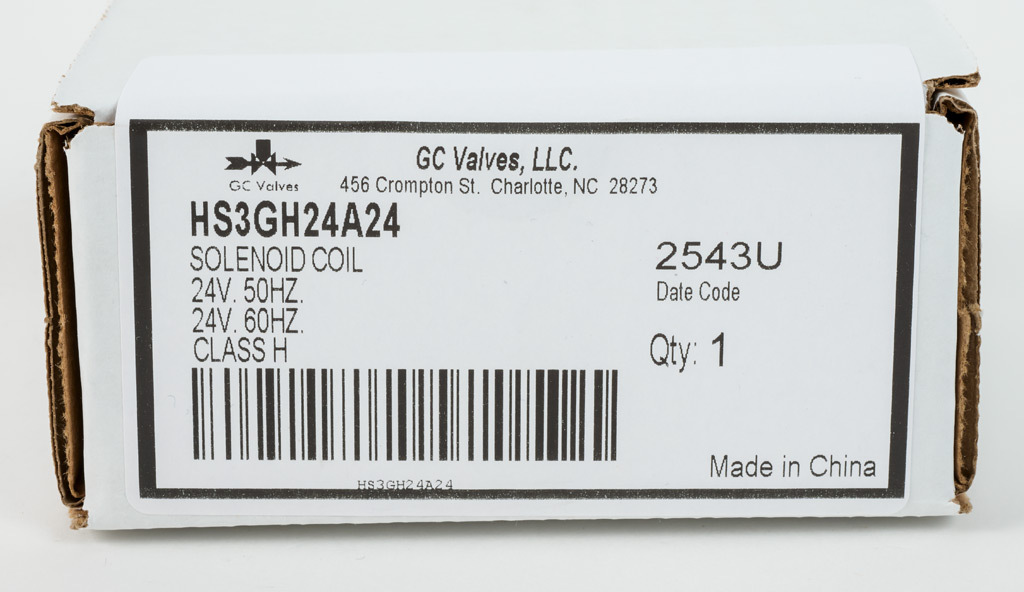 GC Valves
GC Valves, LLC.
456 Crompton St. Charlotte, NC 28273
HS3GH24A24
SOLENOID COIL
24V. 50HZ.
24V. 60HZ.
CLASS H
2543U
Date Code
Qty: 1
HS3GH24A24
Made in China